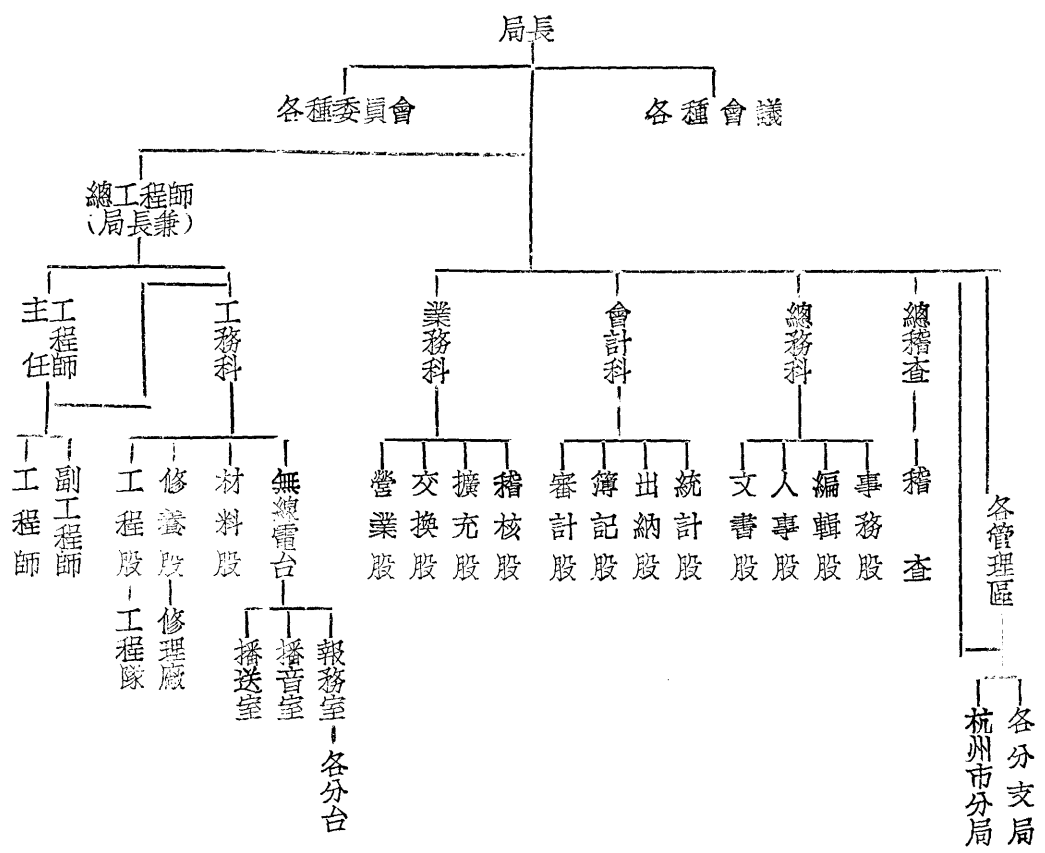 局長
各種委員會
各種會議
總工程師
(局長兼)
主任工程師
工務科
業務科
會計科
總務科
總稽查
工程師
副工程師
工程股
修養股
材料股
無線電台
營業股
交換股
擴充股
稽核股
審計股
簿記股
出納股
統計股
文書股
人事股
編輯股
事務股
稽查
各管理區
工程隊
修理廠
播送室
播音室
報務室
各分台
杭州市分局
各分支局